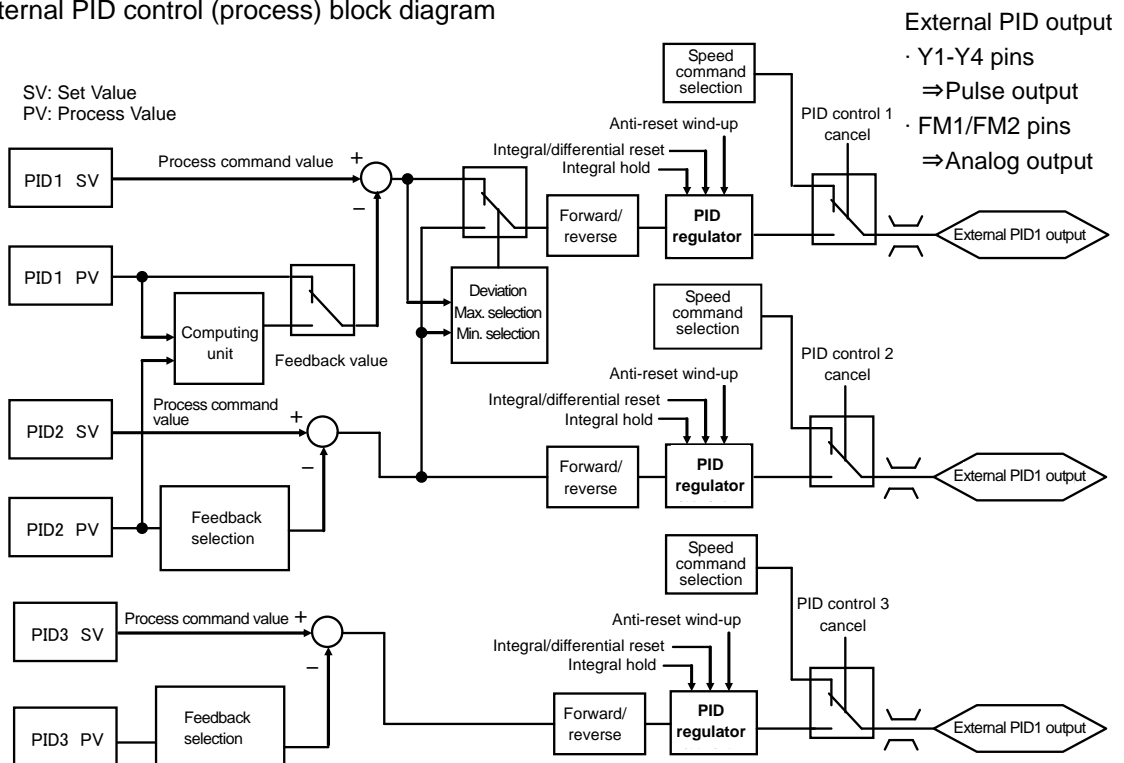 ternal PID control (process) block diagram
External PID output
· Y1-Y4 pins
⇒Pulse output
· FM1/FM2 pins
⇒Analog output
SV: Set Value
PV: Process Value
Speed
command
selection
PID control 1
cancel
Anti-reset wind-up
Integral/differential reset
Integral hold
PID1 SV
Process command value
+
−
Forward/
reverse
PID
regulator
External PID1 output
PID1 PV
Computing
unit
Feedback value
Deviation
Max. selection
Min. selection
Speed
command
selection
PID control 2
cancel
Anti-reset wind-up
Integral/differential reset
Integral hold
PID2 SV
Process command
value
+
−
Forward/
reverse
PID
regulator
External PID1 output
PID2 PV
Feedback
selection
Speed
command
selection
PID control 3
cancel
Anti-reset wind-up
Integral/differential reset
Integral hold
PID3 SV
Process command value
+
−
Forward/
reverse
PID
regulator
External PID1 output
PID3 PV
Feedback
selection